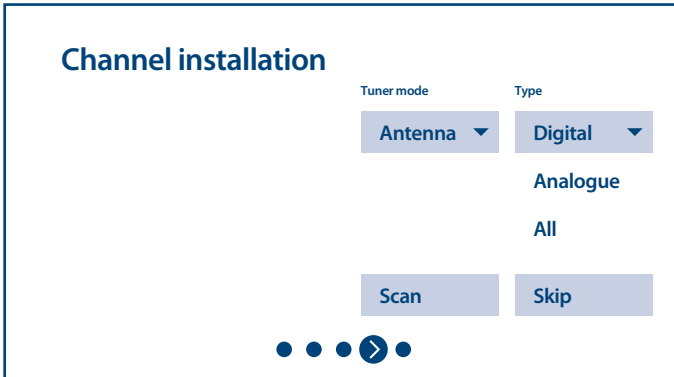 Channel installation
Tuner mode Type
Antenna Digital
Analogue
All
Scan Skip